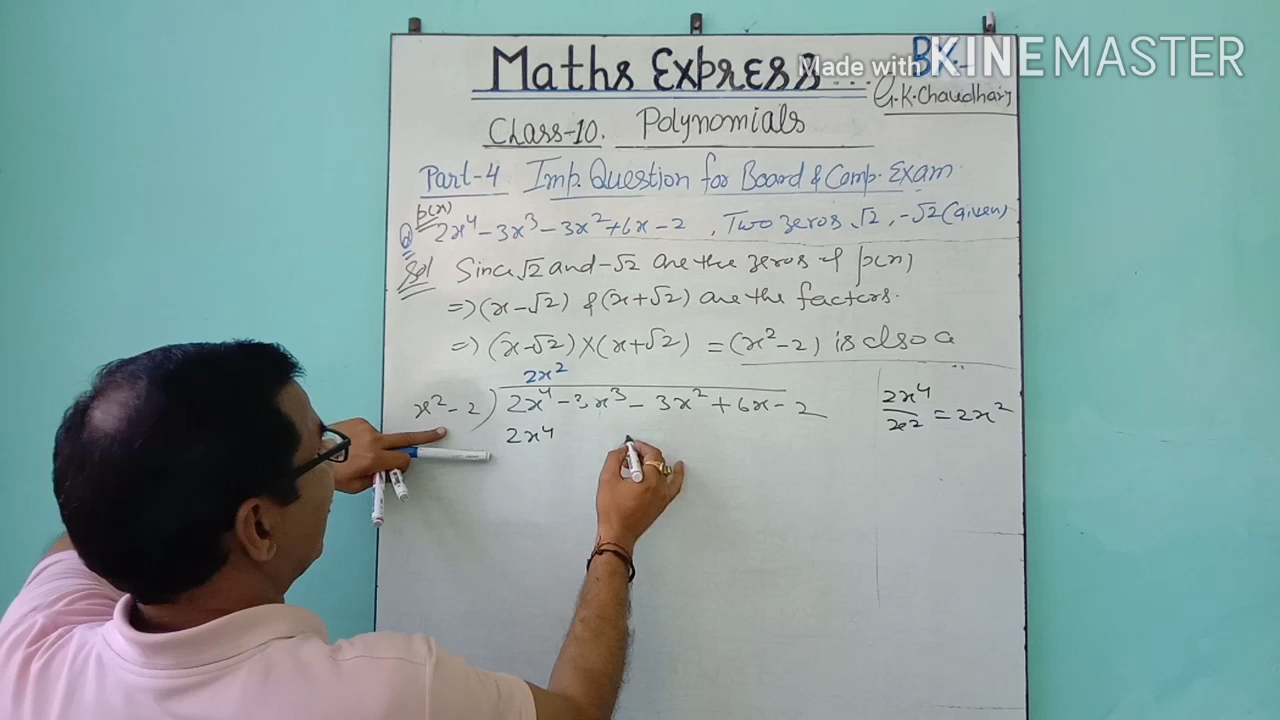 Maths Express...
BK
Made with KINEMASTER
G.K.Chaudhary
Class-10. Polynomials
Part-4 Imp. Question for Board & Comp. Exam
p(x)
Q 2x⁴-3x³-3x²+6x-2, Two zeros √2, -√2 (given)
Sol Since √2 and -√2 are the zeros of p(x)
=> (x-√2) & (x+√2) are the factors.
=> (x-√2)×(x+√2) = (x²-2) is also a
2x²
x²-2) 2x⁴-3x³-3x²+6x-2
2x⁴
2x⁴/x² = 2x²